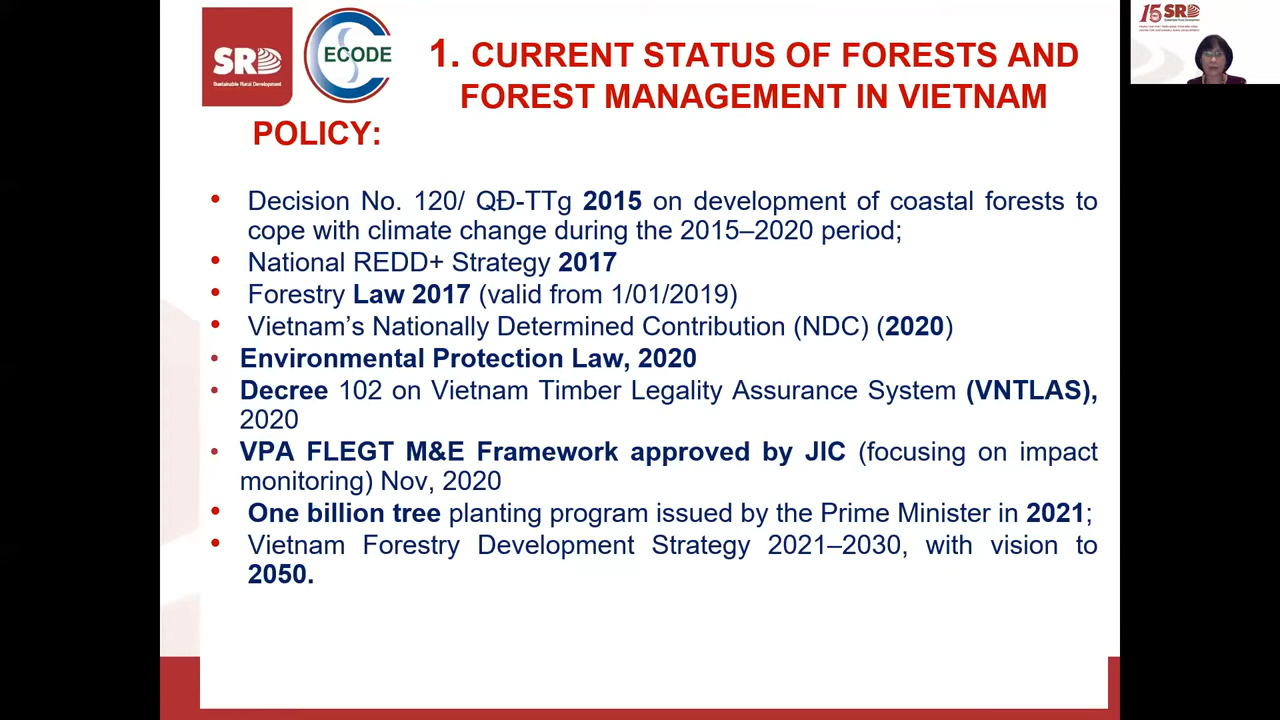 SRD
Sustainable Rural Development
ECODE
1. CURRENT STATUS OF FORESTS AND
FOREST MANAGEMENT IN VIETNAM
POLICY:
• Decision No. 120/ QĐ-TTg 2015 on development of coastal forests to
cope with climate change during the 2015–2020 period;
• National REDD+ Strategy 2017
• Forestry Law 2017 (valid from 1/01/2019)
• Vietnam’s Nationally Determined Contribution (NDC) (2020)
• Environmental Protection Law, 2020
• Decree 102 on Vietnam Timber Legality Assurance System (VNTLAS),
2020
• VPA FLEGT M&E Framework approved by JIC (focusing on impact
monitoring) Nov, 2020
• One billion tree planting program issued by the Prime Minister in 2021;
• Vietnam Forestry Development Strategy 2021–2030, with vision to
2050.
15 SRD